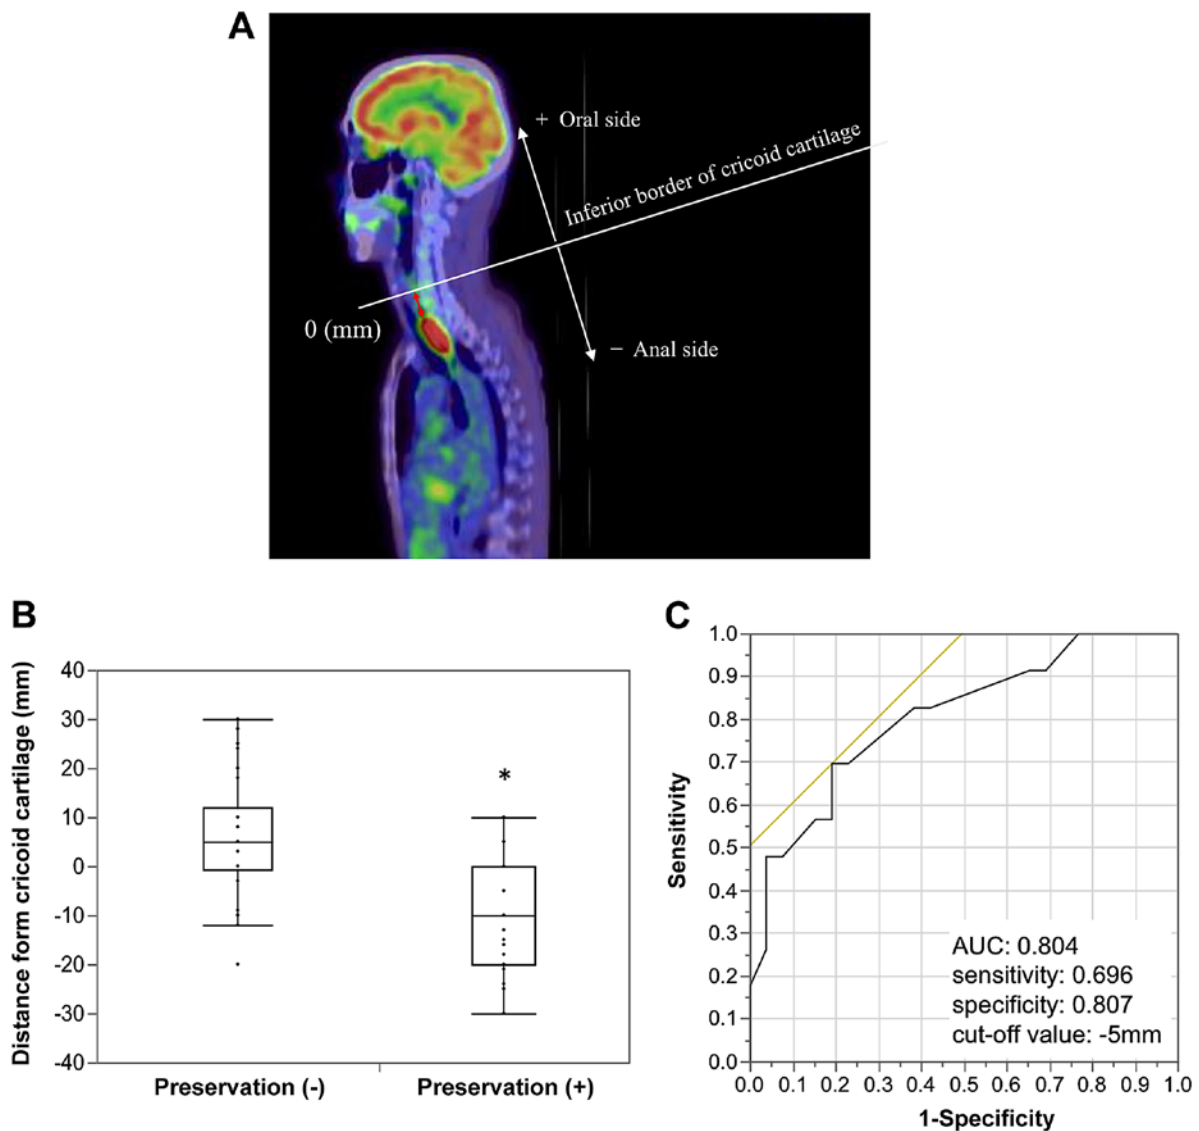 A
+ Oral side
Inferior border of cricoid cartilage
0 (mm)
− Anal side
B
Distance form cricoid cartilage (mm)
40
30
20
10
0
-10
-20
-30
-40
*
Preservation (-)
Preservation (+)
C
Sensitivity
1.0
0.9
0.8
0.7
0.6
0.5
0.4
0.3
0.2
0.1
0.0
AUC: 0.804
sensitivity: 0.696
specificity: 0.807
cut-off value: -5mm
0.0 0.1 0.2 0.3 0.4 0.5 0.6 0.7 0.8 0.9 1.0
1-Specificity